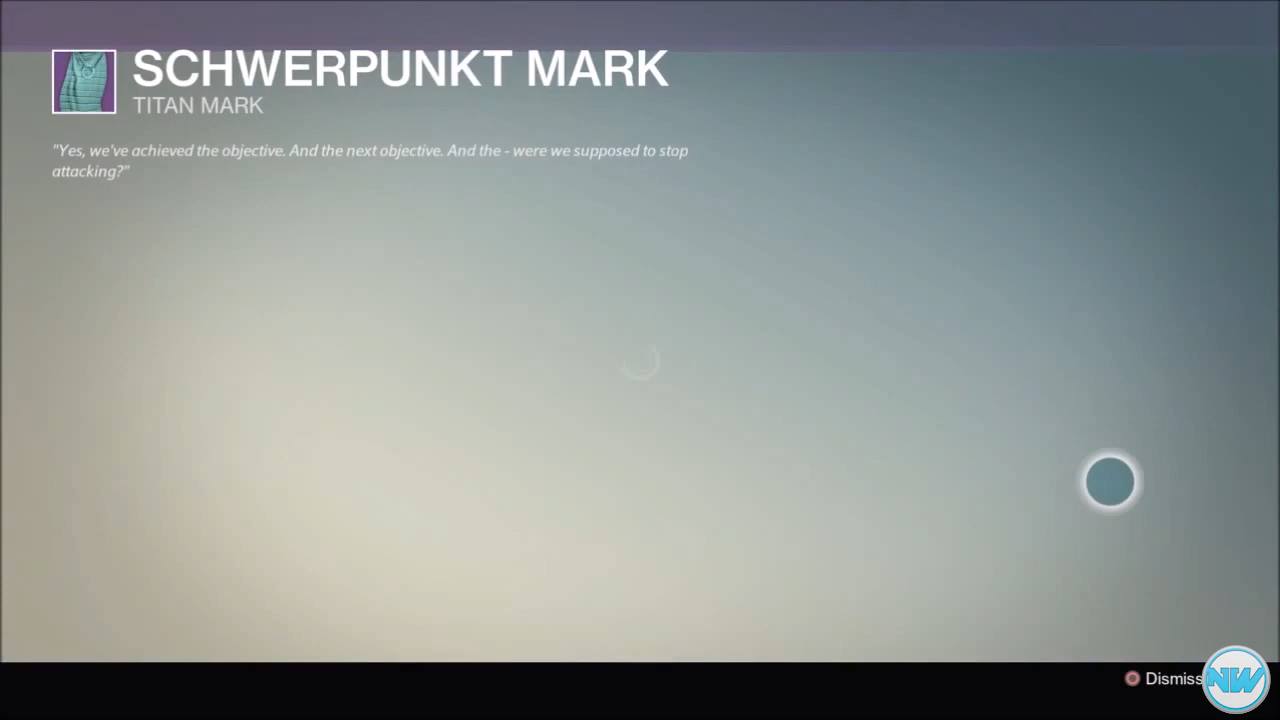 SCHWERPUNKT MARK
TITAN MARK
"Yes, we've achieved the objective. And the next objective. And the - were we supposed to stop
attacking?"
Dismiss
NW